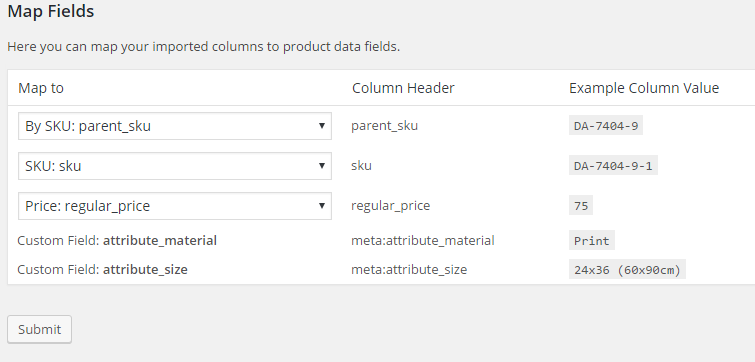 Map Fields
Here you can map your imported columns to product data fields.
Map to Column Header Example Column Value
By SKU: parent_sku parent_sku DA-7404-9
SKU: sku sku DA-7404-9-1
Price: regular_price regular_price 75
Custom Field: attribute_material meta:attribute_material Print
Custom Field: attribute_size meta:attribute_size 24x36 (60x90cm)
Submit